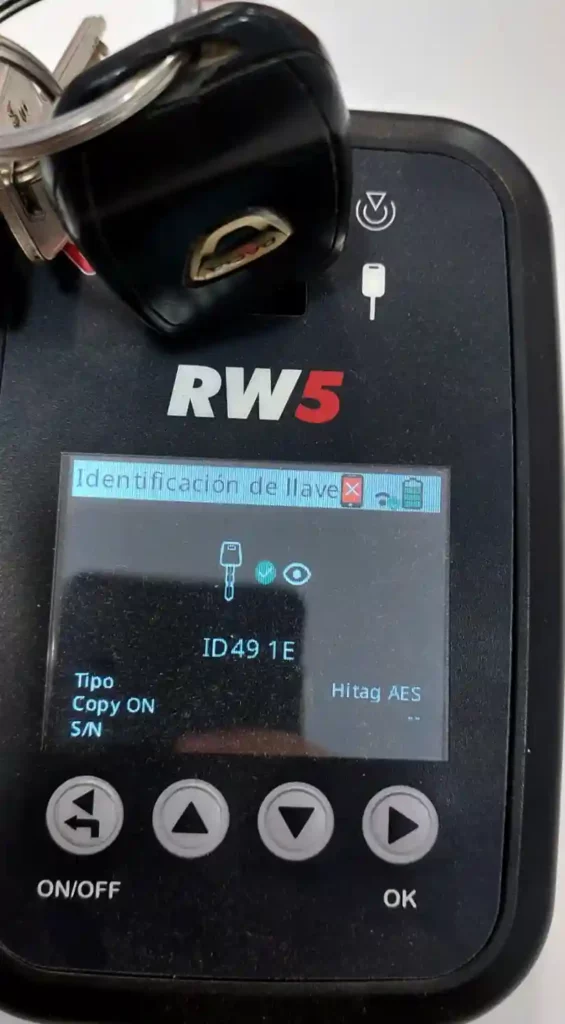 RW5
Identificación de llave
ID49 1E
Tipo
Hitag AES
Copy ON
--
S/N
ON/OFF
OK